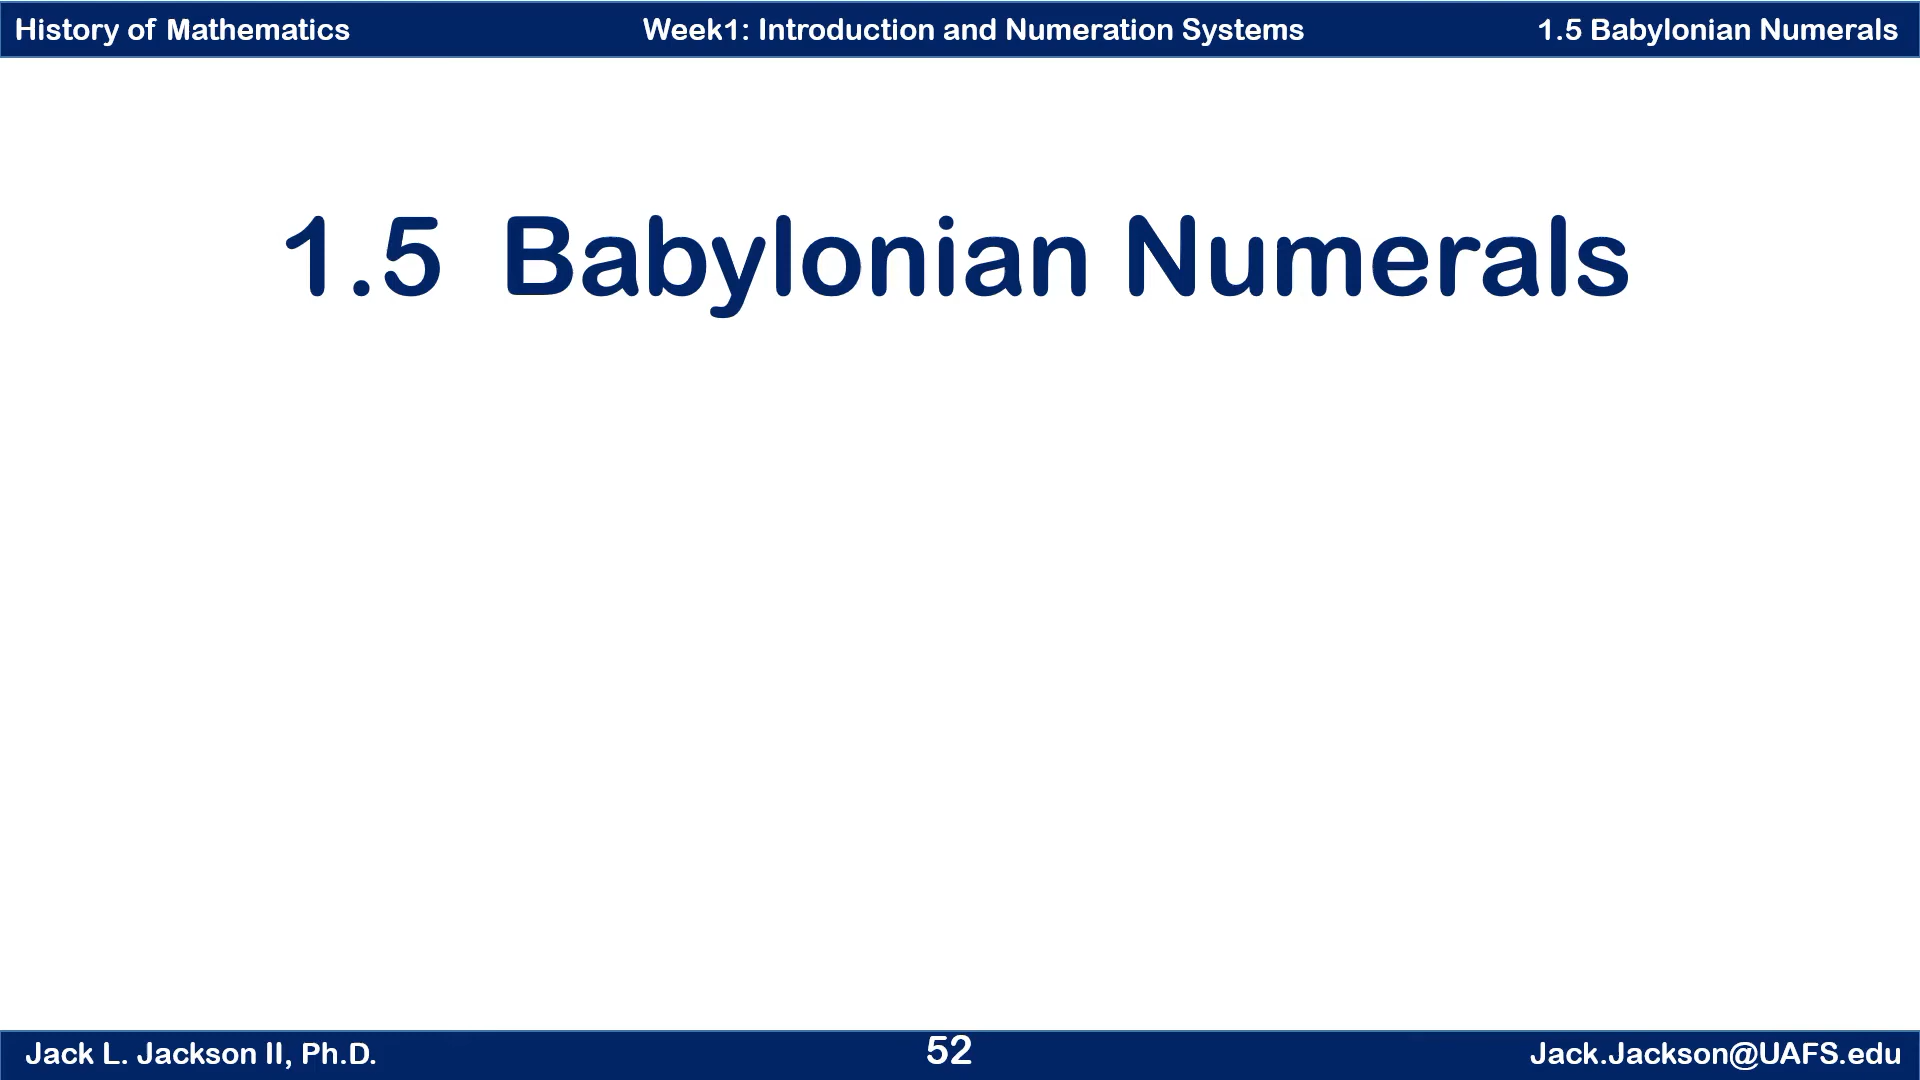 History of Mathematics
Week1: Introduction and Numeration Systems
1.5 Babylonian Numerals
1.5 Babylonian Numerals
Jack L. Jackson II, Ph.D.
52
Jack.Jackson@UAFS.edu